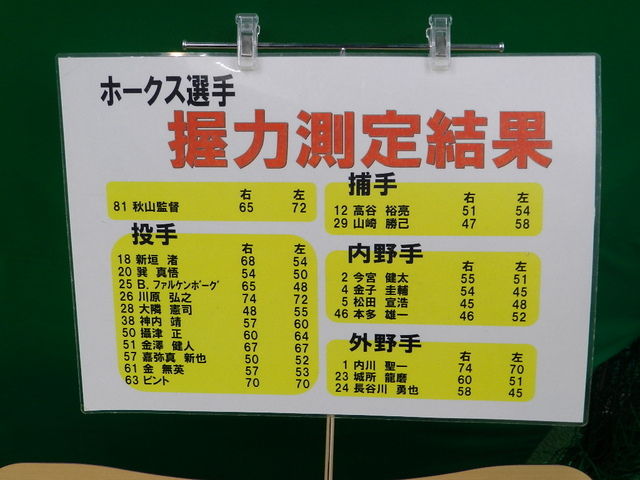 ホークス選手
握力測定結果
右 左
81 秋山監督 65 72
投手
右 左
18 新垣 渚 68 54
20 巽 真悟 54 50
25 B. ファルケンボーグ 65 48
26 川原 弘之 74 72
28 大隣 憲司 48 55
38 神内 靖 57 60
50 攝津 正 60 64
51 金澤 健人 67 67
57 嘉弥真 新也 50 52
61 金 無英 57 53
63 ピント 70 70
捕手
右 左
12 高谷 裕亮 51 54
29 山崎 勝己 47 58
内野手
右 左
2 今宮 健太 55 51
4 金子 圭輔 54 45
5 松田 宣浩 45 48
46 本多 雄一 46 52
外野手
右 左
1 内川 聖一 74 70
23 城所 龍磨 60 51
24 長谷川 勇也 58 45